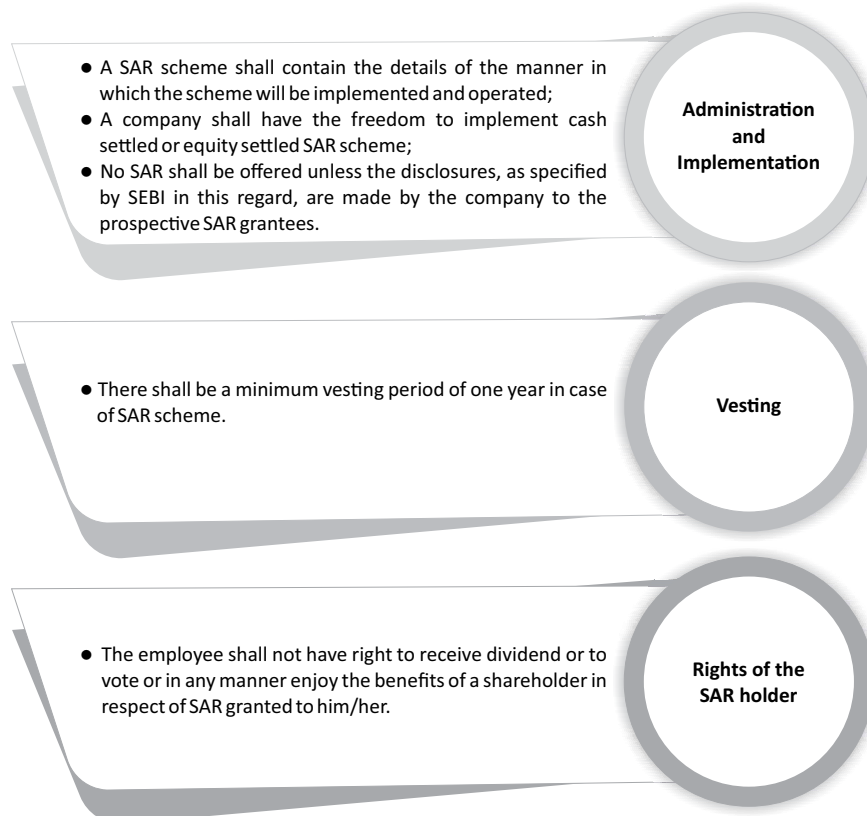 ● A SAR scheme shall contain the details of the manner in
which the scheme will be implemented and operated;
● A company shall have the freedom to implement cash
settled or equity settled SAR scheme;
● No SAR shall be offered unless the disclosures, as specified
by SEBI in this regard, are made by the company to the
prospective SAR grantees.
Administration
and
Implementation
● There shall be a minimum vesting period of one year in case
of SAR scheme.
Vesting
● The employee shall not have right to receive dividend or to
vote or in any manner enjoy the benefits of a shareholder in
respect of SAR granted to him/her.
Rights of the
SAR holder